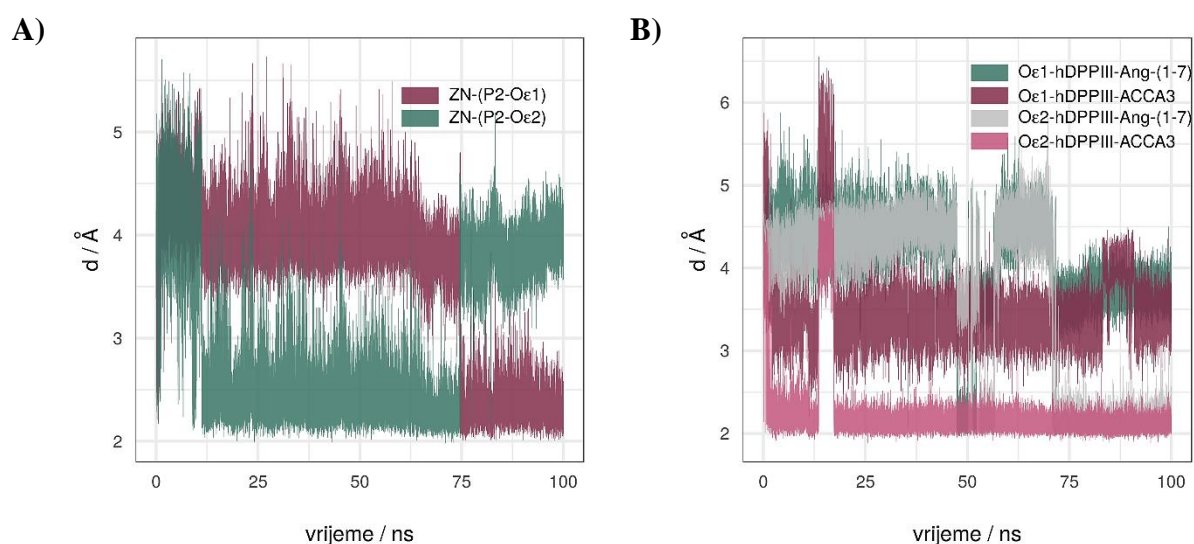 A)
ZN-(P2-Oε1)
ZN-(P2-Oε2)
d / Å
5
4
3
2
0
25
50
75
100
vrijeme / ns
B)
Oε1-hDPPIII-Ang-(1-7)
Oε1-hDPPIII-ACCA3
Oε2-hDPPIII-Ang-(1-7)
Oε2-hDPPIII-ACCA3
d / Å
6
5
4
3
2
0
25
50
75
100
vrijeme / ns